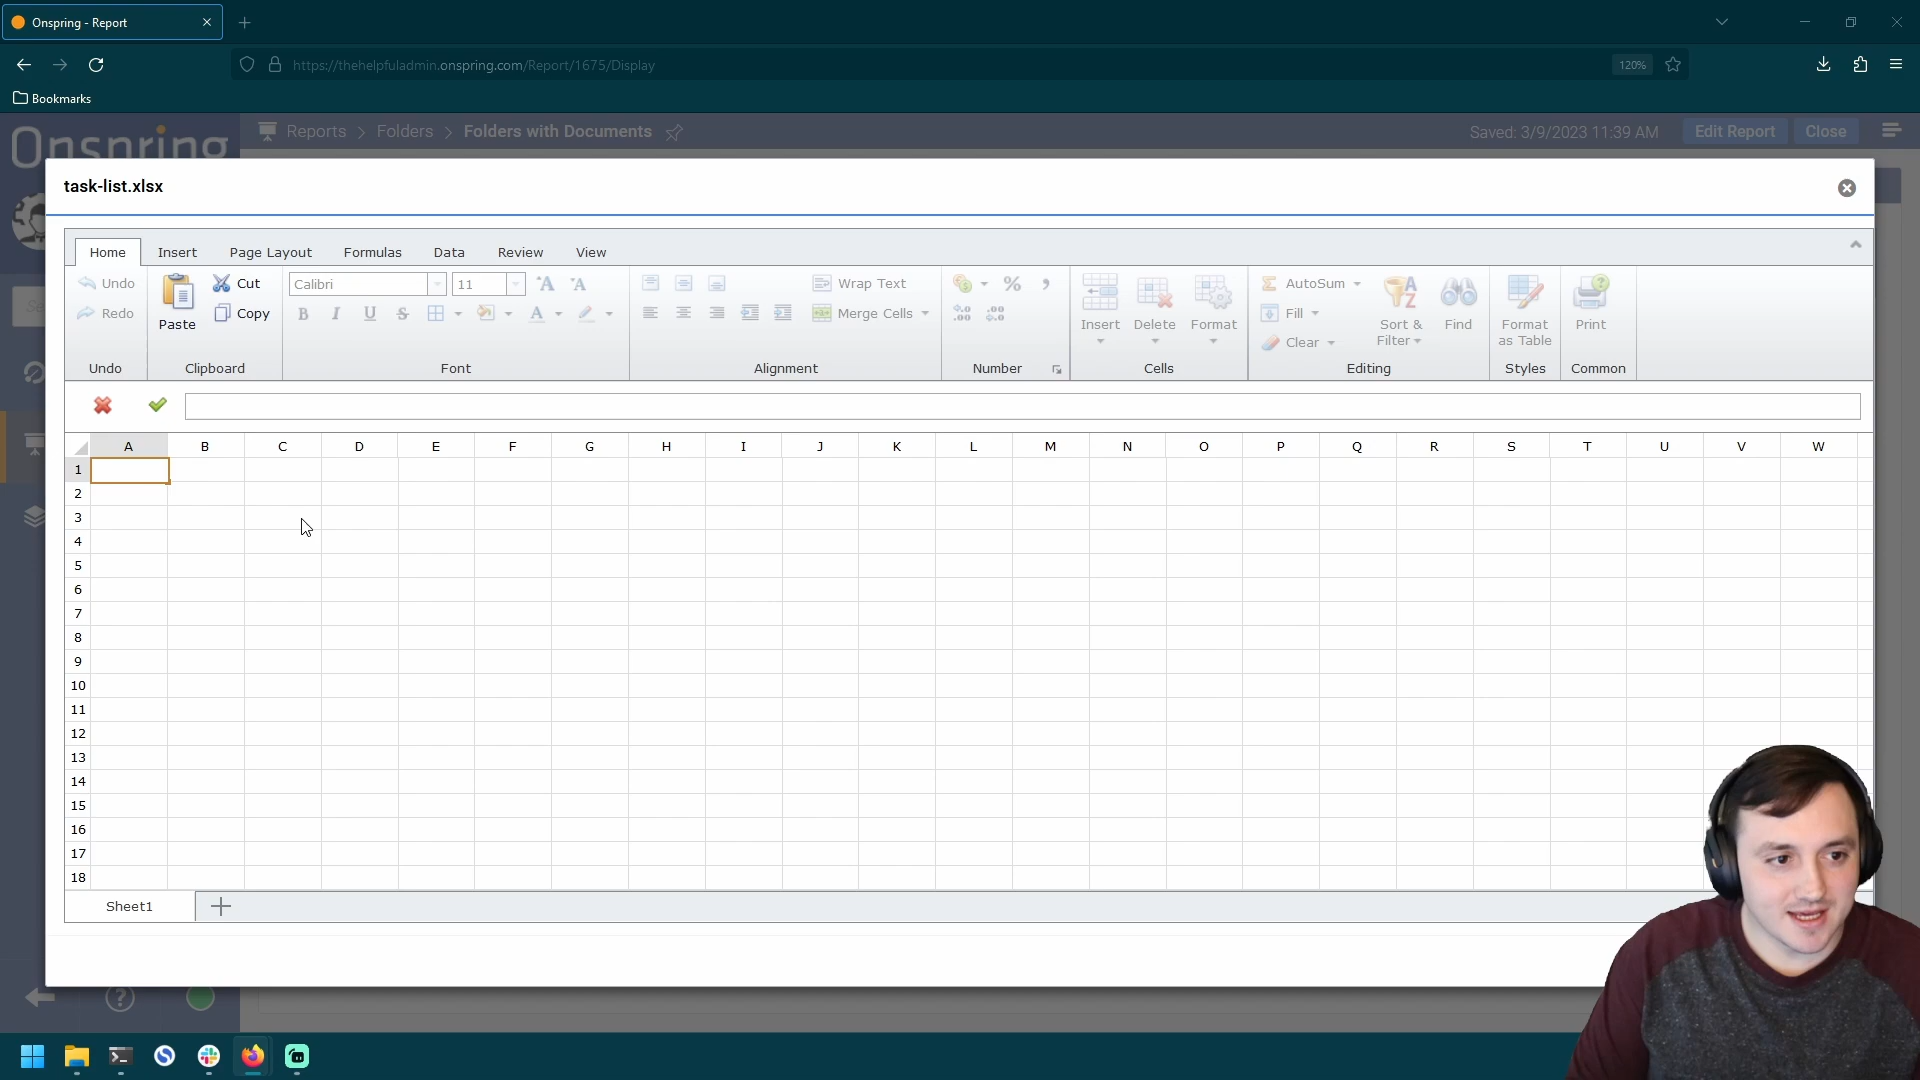 Onspring - Report
https://thehelpfuladmin.onspring.com/Report/1675/Display
120%
Bookmarks
Onspring
Reports > Folders > Folders with Documents
Saved: 3/9/2023 11:39 AM
Edit Report
Close
task-list.xlsx
Home Insert Page Layout Formulas Data Review View
Undo
Redo
Undo
Paste
Cut
Copy
Clipboard
Calibri
11
Font
Wrap Text
Merge Cells
Alignment
Number
Insert
Delete
Format
Cells
AutoSum
Fill
Clear
Sort &
Filter
Find
Editing
Format
as Table
Styles
Print
Common
A B C D E F G H I J K L M N O P Q R S T U V W
1
2
3
4
5
6
7
8
9
10
11
12
13
14
15
16
17
18
Sheet1